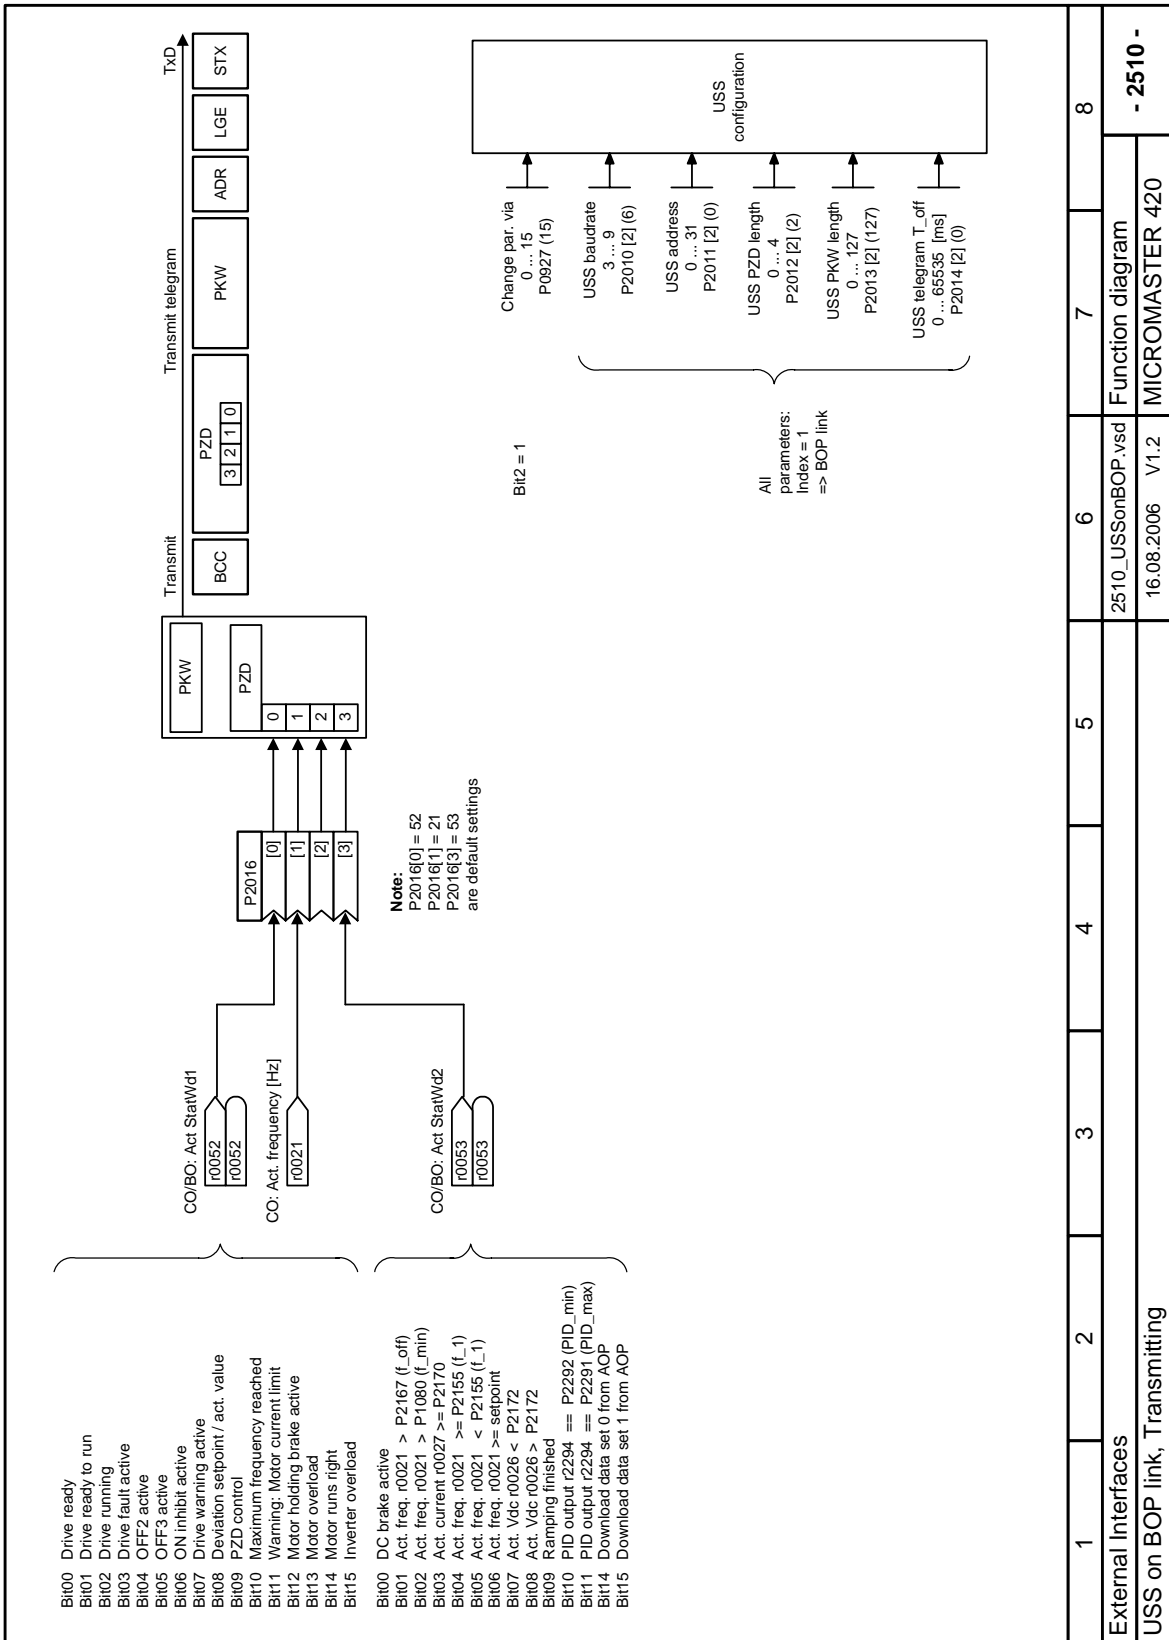 Bit00 Drive ready
Bit01 Drive ready to run
Bit02 Drive running
Bit03 Drive fault active
Bit04 OFF2 active
Bit05 OFF3 active
Bit06 ON inhibit active
Bit07 Drive warning active
Bit08 Deviation setpoint / act. value
Bit09 PZD control
Bit10 Maximum frequency reached
Bit11 Warning: Motor current limit
Bit12 Motor holding brake active
Bit13 Motor overload
Bit14 Motor runs right
Bit15 Inverter overload
Bit00 DC brake active
Bit01 Act. freq. r0021 > P2167 (f_off)
Bit02 Act. freq. r0021 > P1080 (f_min)
Bit03 Act. current r0027 >= P2170
Bit04 Act. freq. r0021 >= P2155 (f_1)
Bit05 Act. freq. r0021 < P2155 (f_1)
Bit06 Act. freq. r0021 >= setpoint
Bit07 Act. Vdc r0026 < P2172
Bit08 Act. Vdc r0026 > P2172
Bit09 Ramping finished
Bit10 PID output r2294 == P2292 (PID_min)
Bit11 PID output r2294 == P2291 (PID_max)
Bit14 Download data set 0 from AOP
Bit15 Download data set 1 from AOP
CO/BO: Act StatWd1
r0052
r0052
CO: Act. frequency [Hz]
r0021
CO/BO: Act StatWd2
r0053
r0053
P2016
[0]
[1]
[2]
[3]
Note:
P2016[0] = 52
P2016[1] = 21
P2016[3] = 53
are default settings
PKW
PZD
0
1
2
3
Transmit
Transmit telegram
TxD
BCC
PZD
3 2 1 0
PKW
ADR
LGE
STX
Bit2 = 1
All
parameters:
Index = 1
=> BOP link
Change par. via
0 ... 15
P0927 (15)
USS baudrate
3 ... 9
P2010 [2] (6)
USS address
0 ... 31
P2011 [2] (0)
USS PZD length
0 ... 4
P2012 [2] (2)
USS PKW length
0 ... 127
P2013 [2] (127)
USS telegram T_off
0 ... 65535 [ms]
P2014 [2] (0)
USS
configuration
1 2 3 4 5 6 7 8
External Interfaces
USS on BOP link, Transmitting
2510_USSonBOP.vsd
16.08.2006 V1.2
Function diagram
MICROMASTER 420
- 2510 -